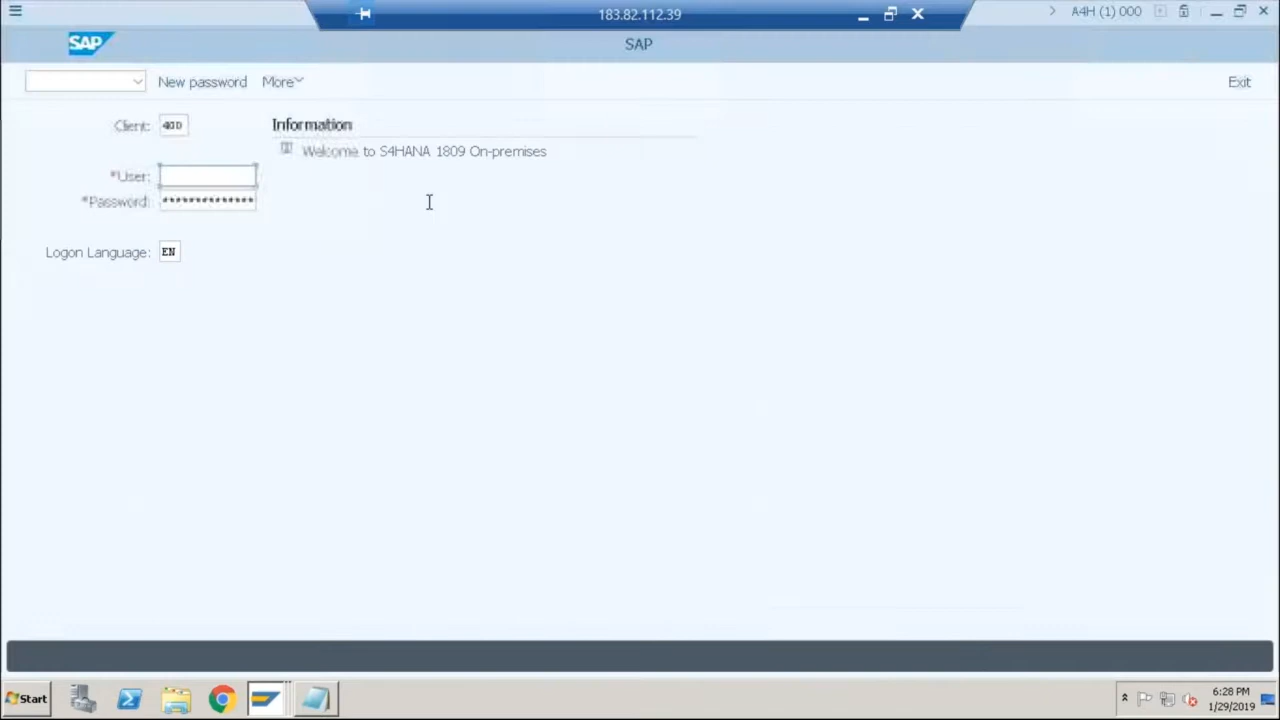 183.82.112.39
A4H (1) 000
SAP
SAP
New password
More
Exit
Client:
Information
Welcome to S4HANA 1809 On-premises
*User:
*Password: **************
Logon Language: EN
Start
6:28 PM
1/29/2019